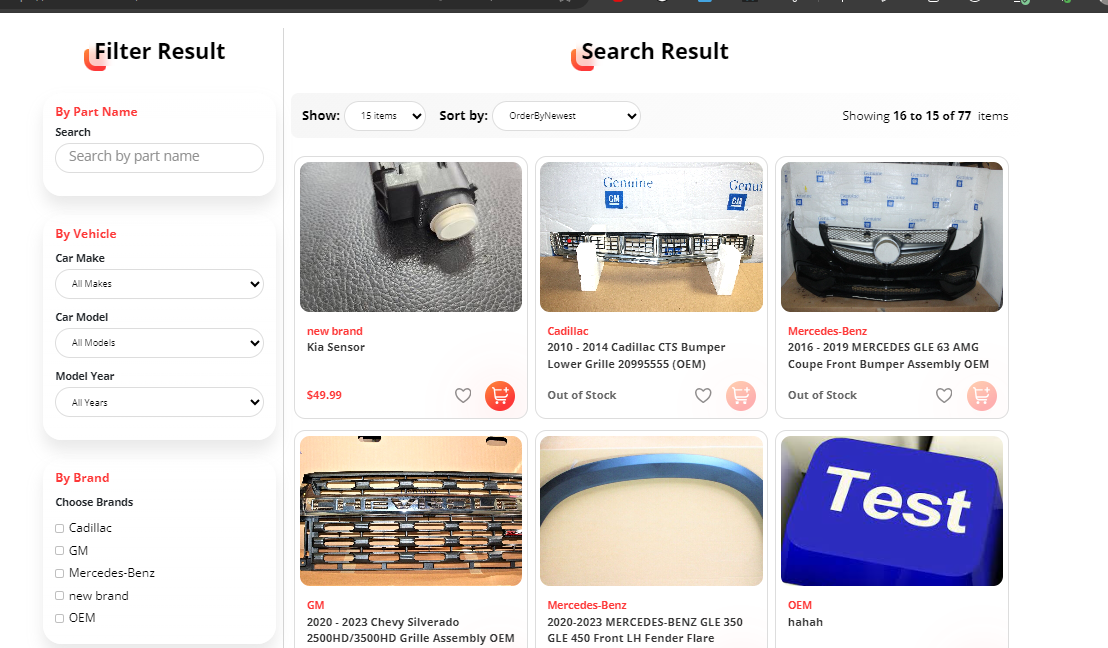 Filter Result
Search Result
By Part Name
Search
Search by part name
Show: 15 items Sort by: OrderByNewest Showing 16 to 15 of 77 items
By Vehicle
Car Make
All Makes
Car Model
All Models
Model Year
All Years
By Brand
Choose Brands
Cadillac
GM
Mercedes-Benz
new brand
OEM
new brand
Kia Sensor
$49.99
Genuine
GM
Genui
GM
Cadillac
2010 - 2014 Cadillac CTS Bumper
Lower Grille 20995555 (OEM)
Out of Stock
Mercedes-Benz
2016 - 2019 MERCEDES GLE 63 AMG
Coupe Front Bumper Assembly OEM
Out of Stock
GM
2020 - 2023 Chevy Silverado
2500HD/3500HD Grille Assembly OEM
Mercedes-Benz
2020-2023 MERCEDES-BENZ GLE 350
GLE 450 Front LH Fender Flare
Test
OEM
hahah